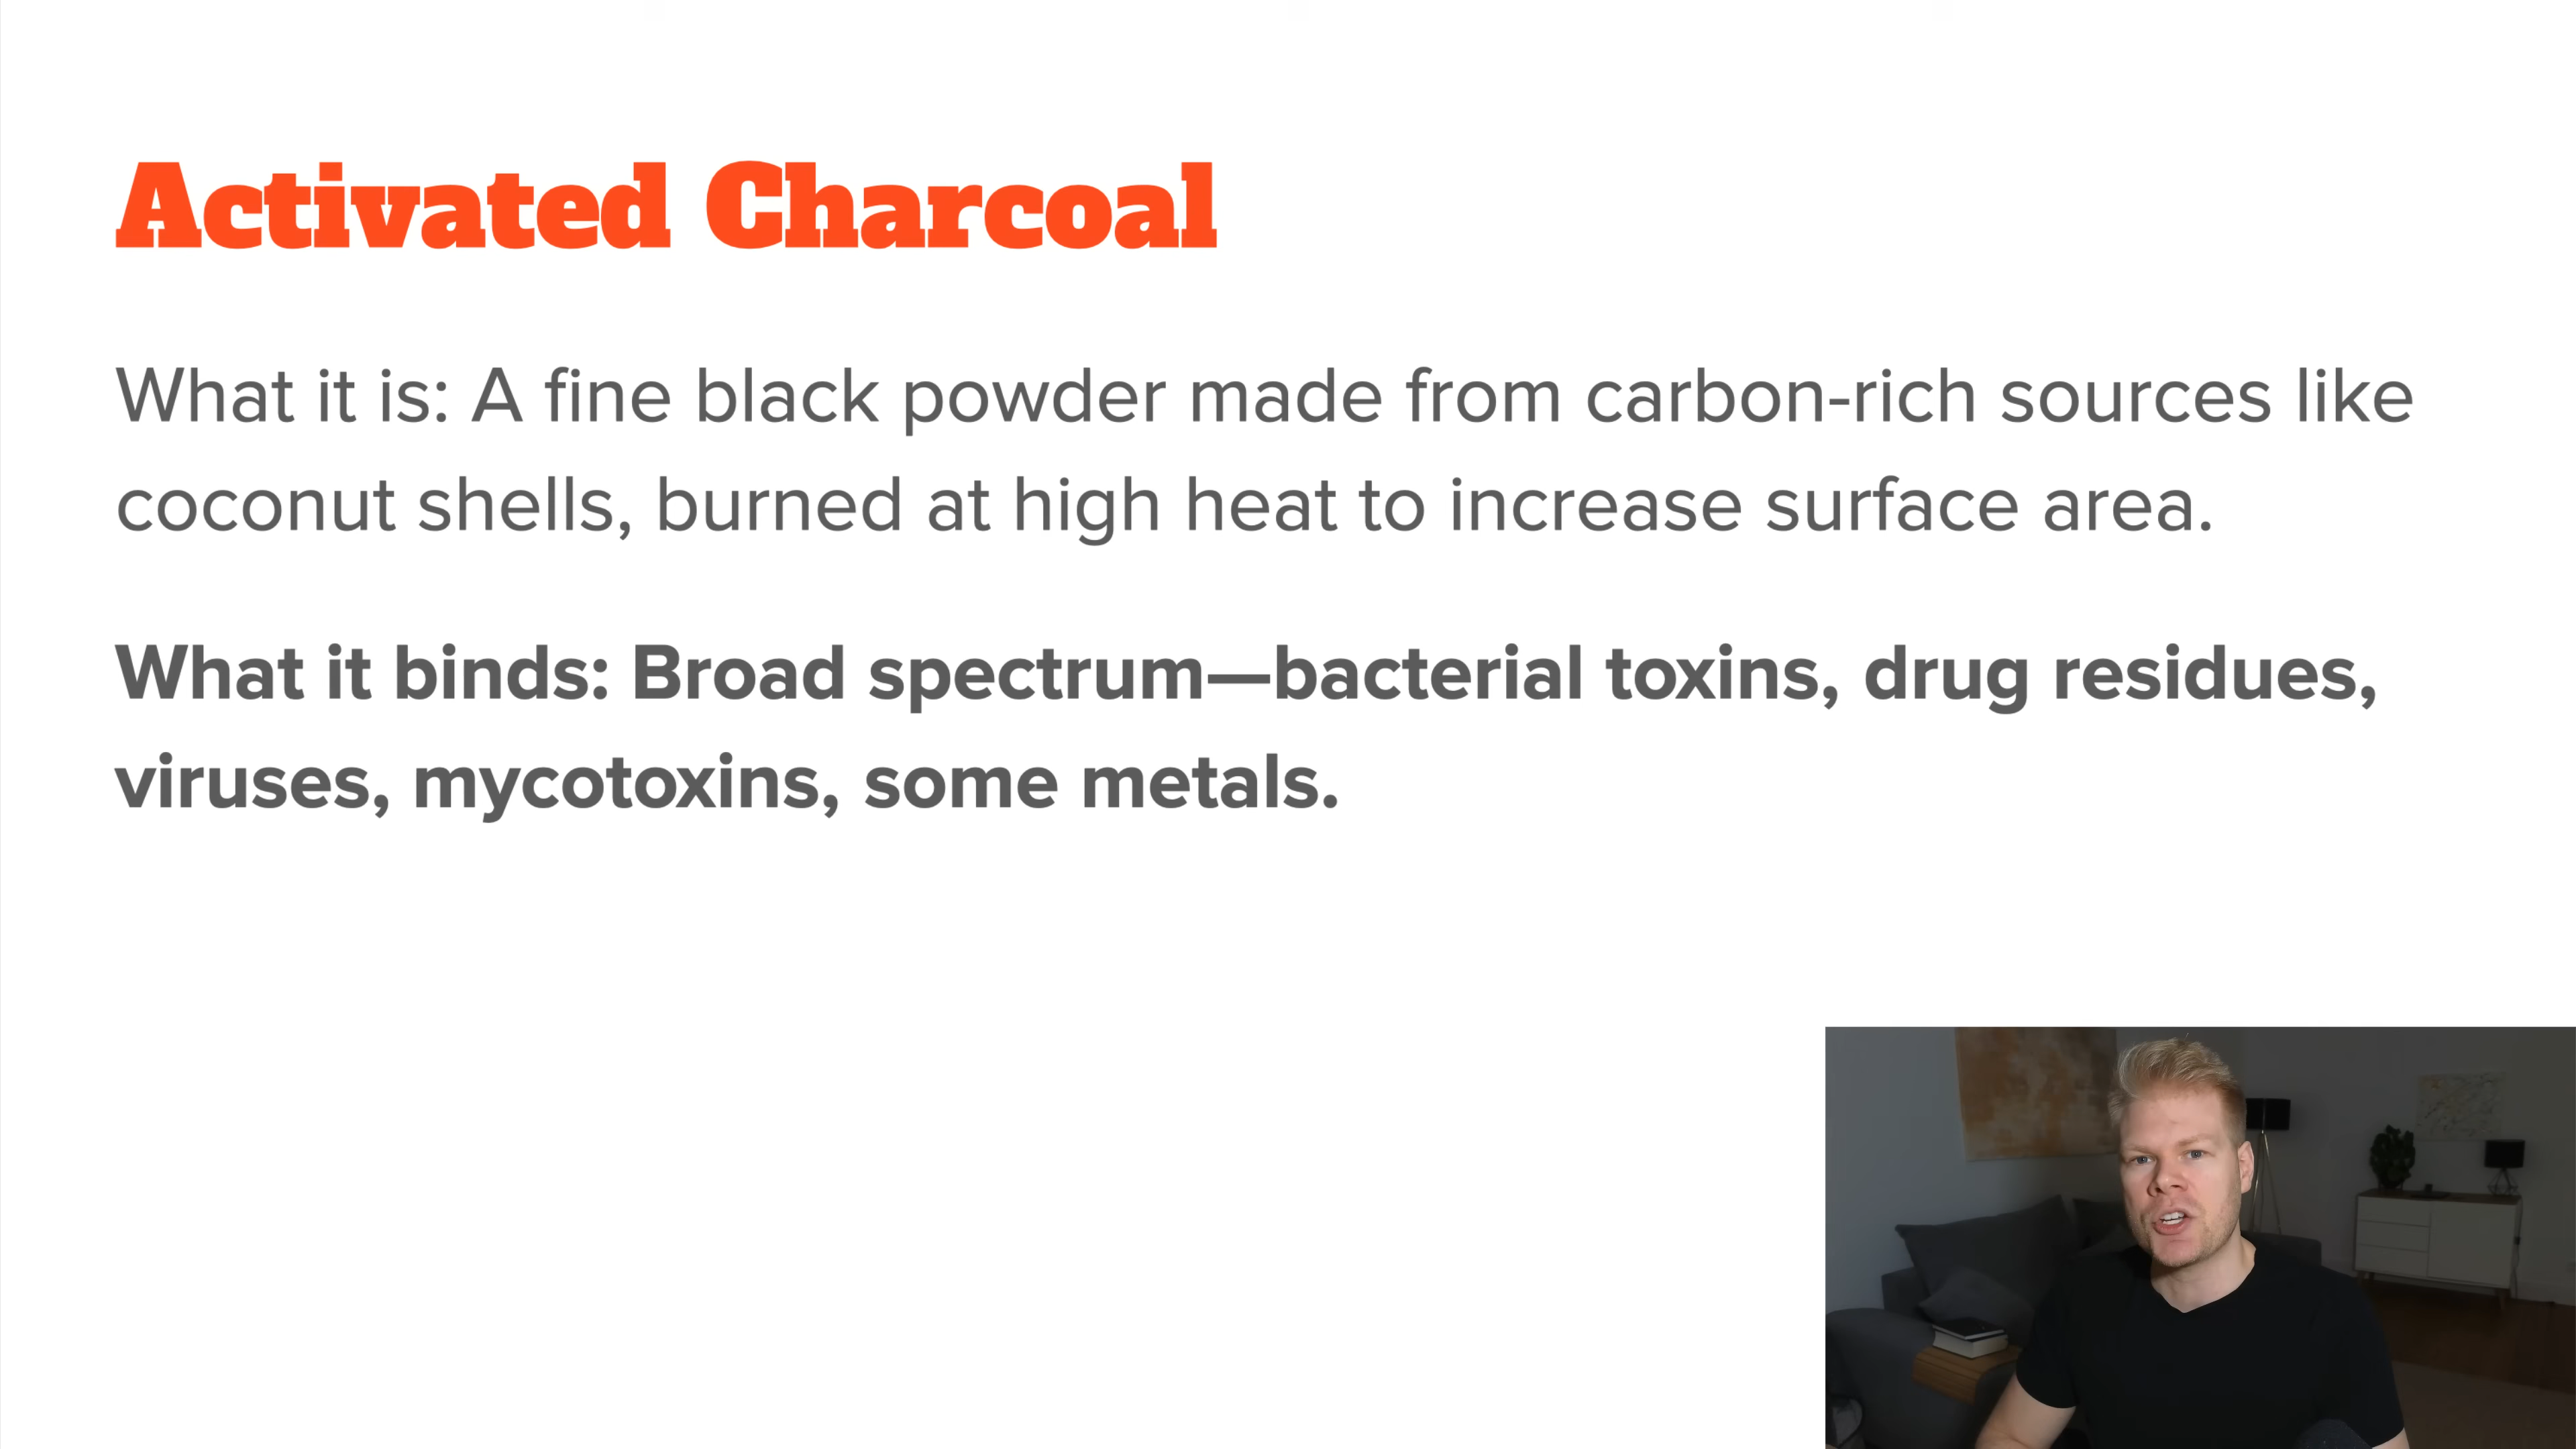 Activated Charcoal
What it is: A fine black powder made from carbon-rich sources like
coconut shells, burned at high heat to increase surface area.
What it binds: Broad spectrum—bacterial toxins, drug residues,
viruses, mycotoxins, some metals.